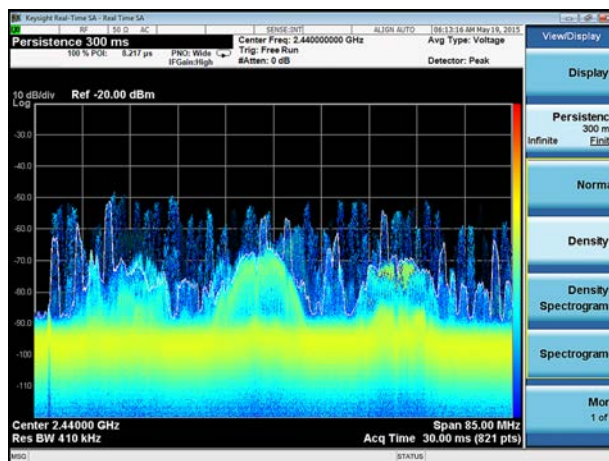 Keysight Real-Time SA - Real Time SA
RF 50 Ω AC SENSE:INT ALIGN AUTO 06:13:16 AM May 19, 2015
Persistence 300 ms
Center Freq: 2.440000000 GHz
Avg Type: Voltage
100 % POI: 8.217 µs
PNO: Wide
Trig: Free Run
IFGain:High
#Atten: 0 dB
Detector: Peak
10 dB/div Ref -20.00 dBm
Log
-30.0
-40.0
-50.0
-60.0
-70.0
-80.0
-90.0
-100
-110
Center 2.44000 GHz
Span 85.00 MHz
Res BW 410 kHz
Acq Time 30.00 ms (821 pts)
MSG
STATUS
View/Display
Display
Persistenc
300 m
Infinite Finit
Norma
Density
Density
Spectrogram
Spectrogram
Mor
1 of